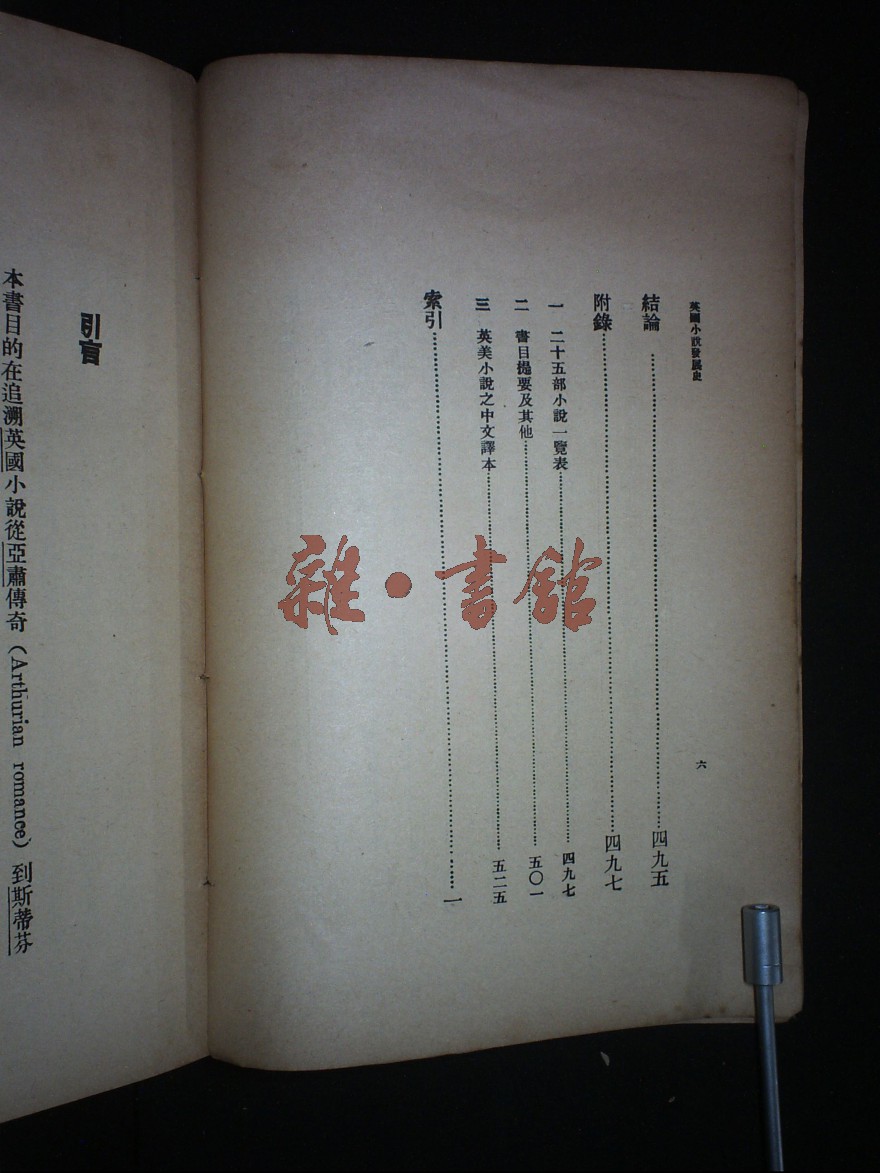 英國小說發展史
六
結論……四九五
附錄……四九七
一 二十五部小說一覽表……四九七
二 書目提要及其他……五〇一
三 英美小說之中文譯本……五二五
索引……一
雜·書館
引言
本書目的在追溯英國小說從亞肅傳奇（Arthurian romance）到斯蒂芬